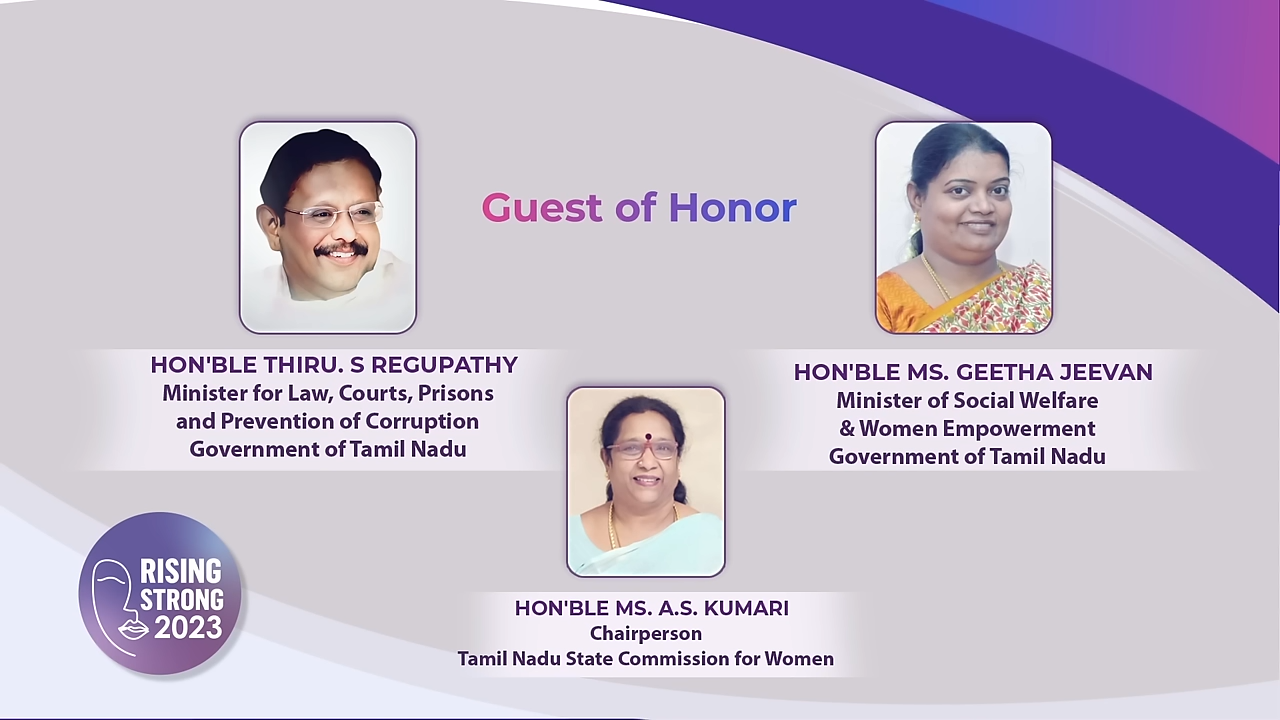 Guest of Honor
HON'BLE THIRU. S REGUPATHY
Minister for Law, Courts, Prisons
and Prevention of Corruption
Government of Tamil Nadu
HON'BLE MS. GEETHA JEEVAN
Minister of Social Welfare
& Women Empowerment
Government of Tamil Nadu
HON'BLE MS. A.S. KUMARI
Chairperson
Tamil Nadu State Commission for Women
RISING
STRONG
2023